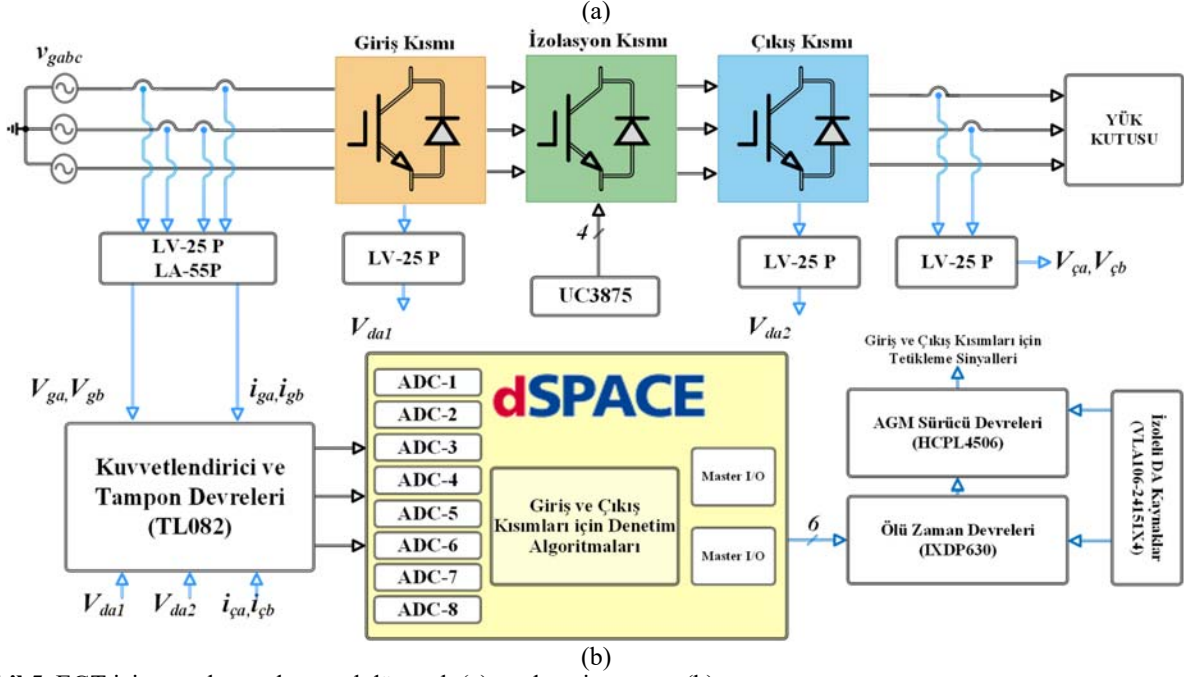 (a)
v_gabc
Giriş Kısmı
İzolasyon Kısmı
Çıkış Kısmı
YÜK
KUTUSU
LV-25 P
LA-55P
LV-25 P
4
UC3875
LV-25 P
LV-25 P
V_ça,V_çb
V_da1
V_da2
V_ga,V_gb
i_ga,i_gb
Kuvvetlendirici ve
Tampon Devreleri
(TL082)
V_da1
V_da2
i_ça,i_çb
ADC-1
ADC-2
ADC-3
ADC-4
ADC-5
ADC-6
ADC-7
ADC-8
dSPACE
Giriş ve Çıkış
Kısımları için Denetim
Algoritmaları
Master I/O
Master I/O
6
Giriş ve Çıkış Kısımları için
Tetikleme Sinyalleri
AGM Sürücü Devreleri
(HCPL4506)
Ölü Zaman Devreleri
(IXDP630)
İzoleli DA Kaynaklar
(VLA106-24151X4)
(b)